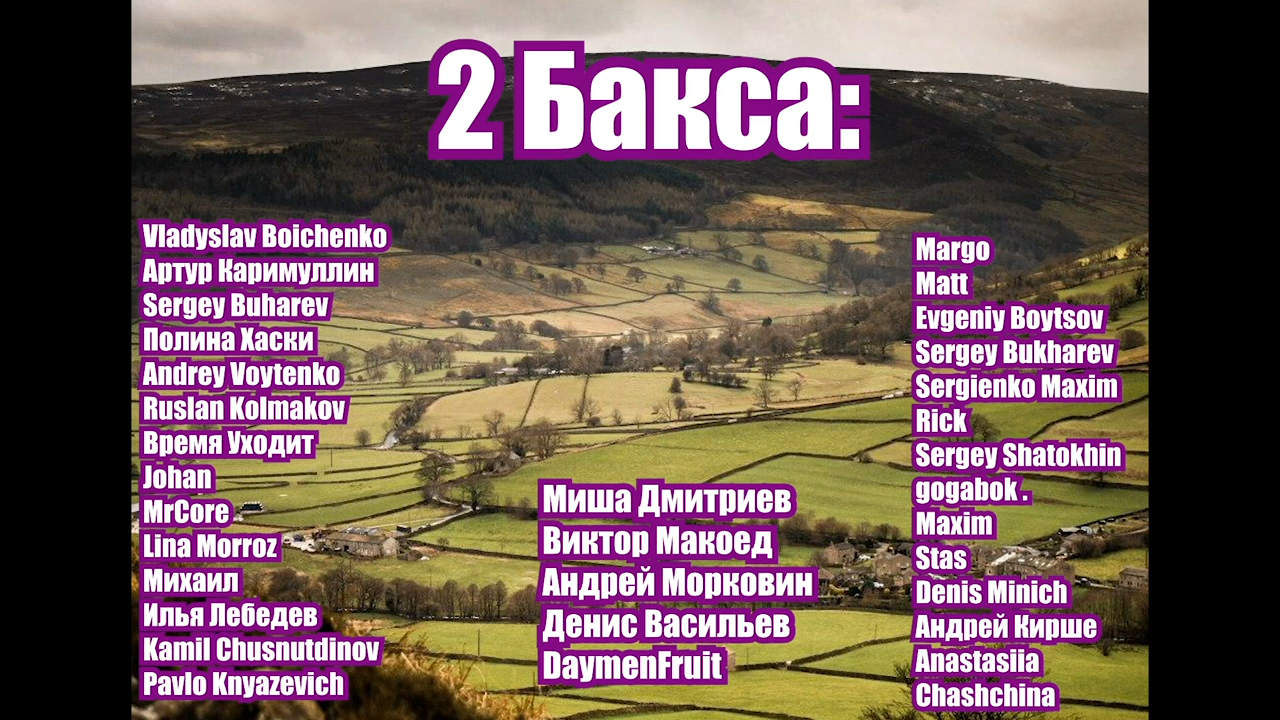 2 Бакса:
Vladyslav Boichenko
Артур Каримуллин
Sergey Buharev
Полина Хаски
Andrey Voytenko
Ruslan Kolmakov
Время Уходит
Johan
MrCore
Lina Morroz
Михаил
Илья Лебедев
Kamil Chusnutdinov
Pavlo Knyazevich
Миша Дмитриев
Виктор Макоед
Андрей Морковин
Денис Васильев
DaymenFruit
Margo
Matt
Evgeniy Boytsov
Sergey Bukharev
Sergienko Maxim
Rick
Sergey Shatokhin
gogabok .
Maxim
Stas
Denis Minich
Андрей Кирше
Anastasiia
Chashchina